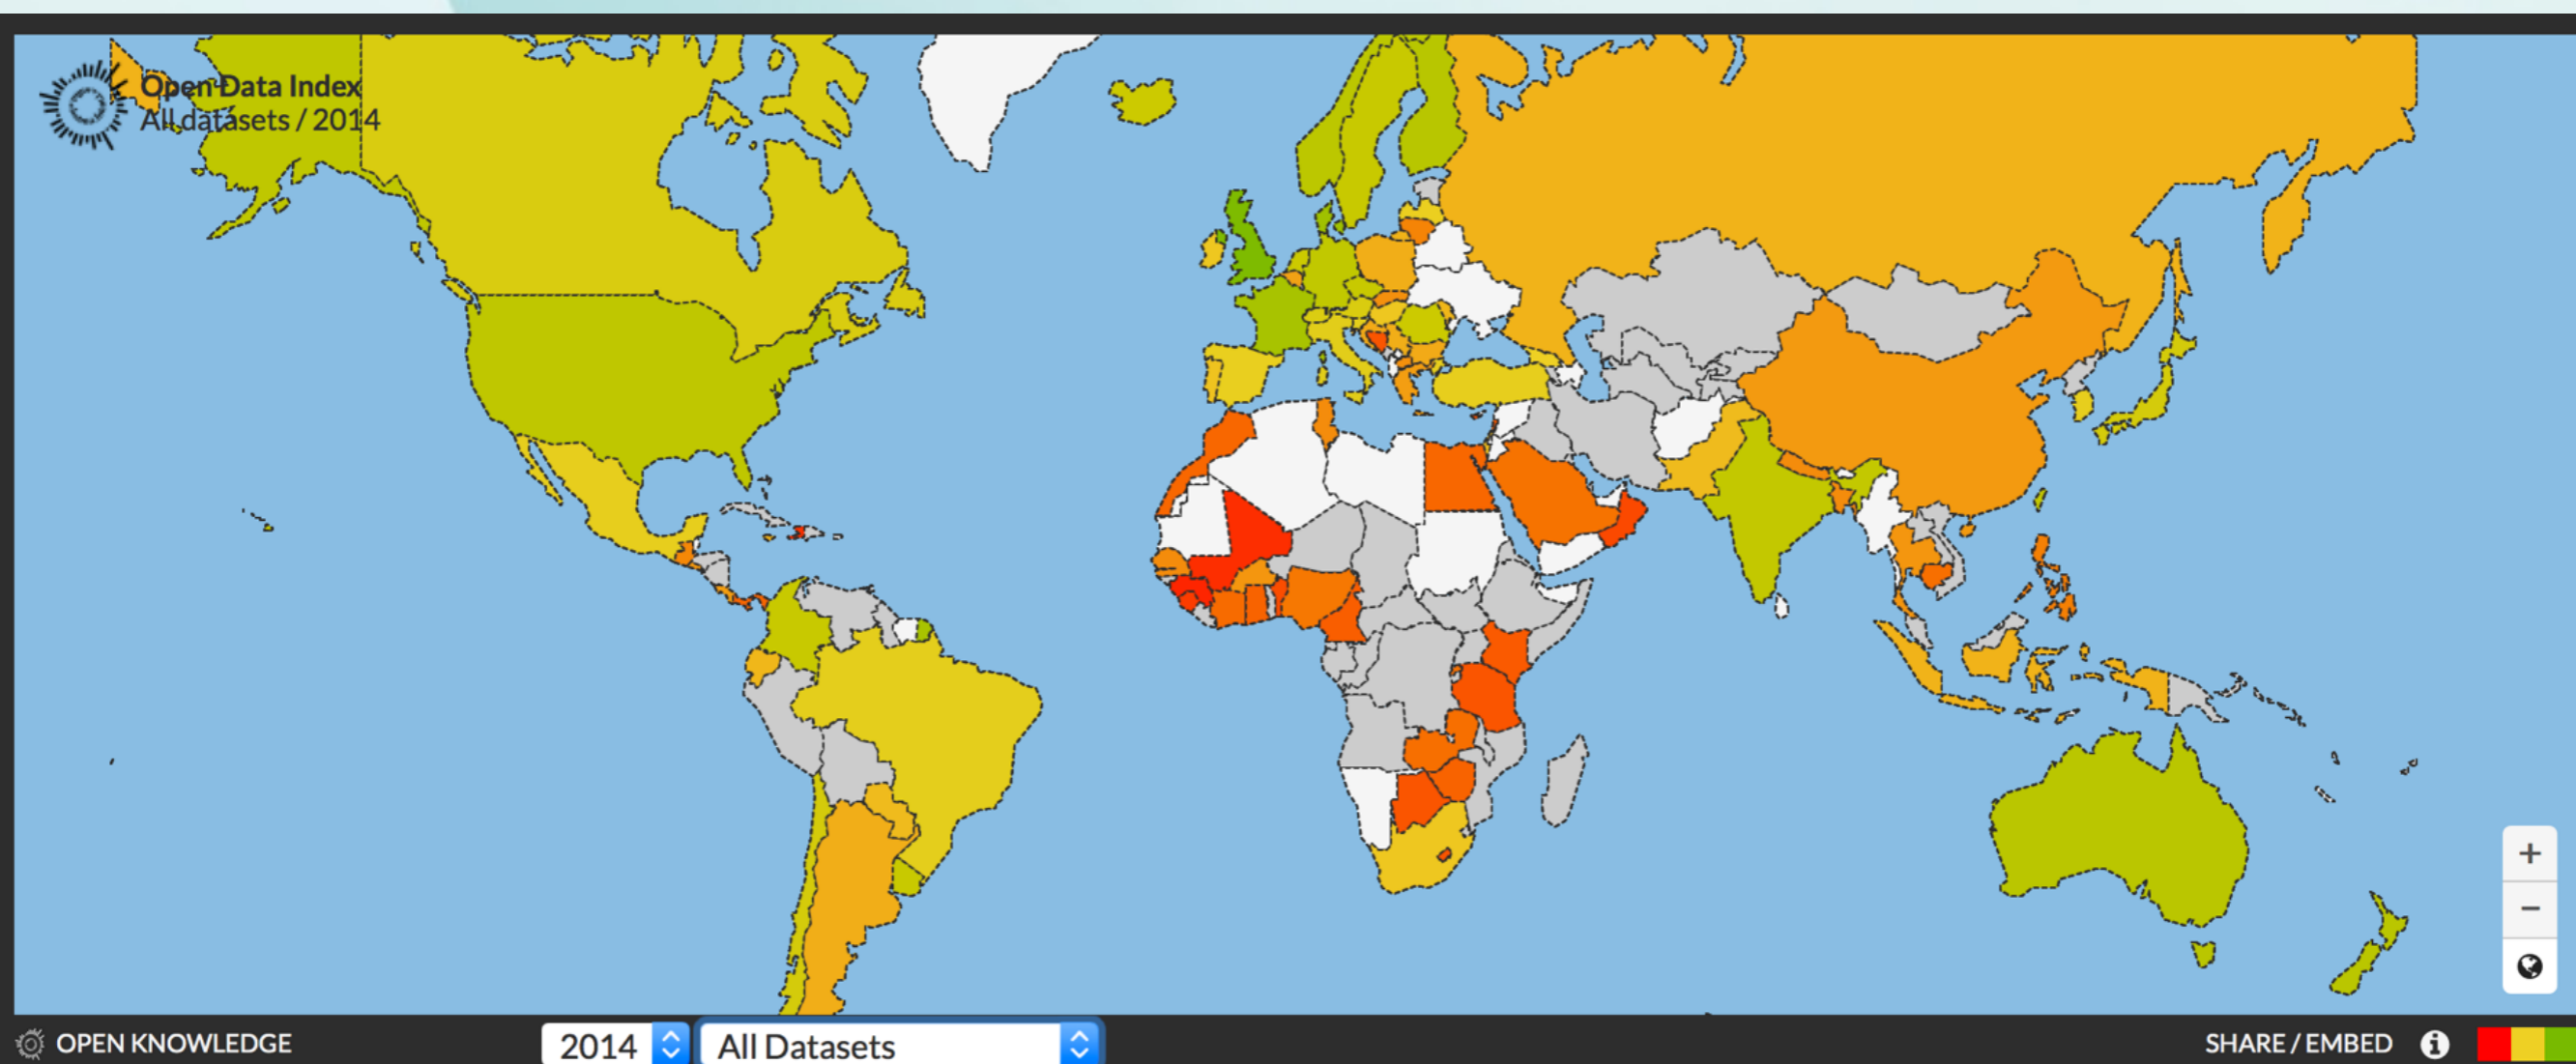 Open Data Index
All datasets / 2014
+
−
OPEN KNOWLEDGE
2014
All Datasets
SHARE / EMBED
i